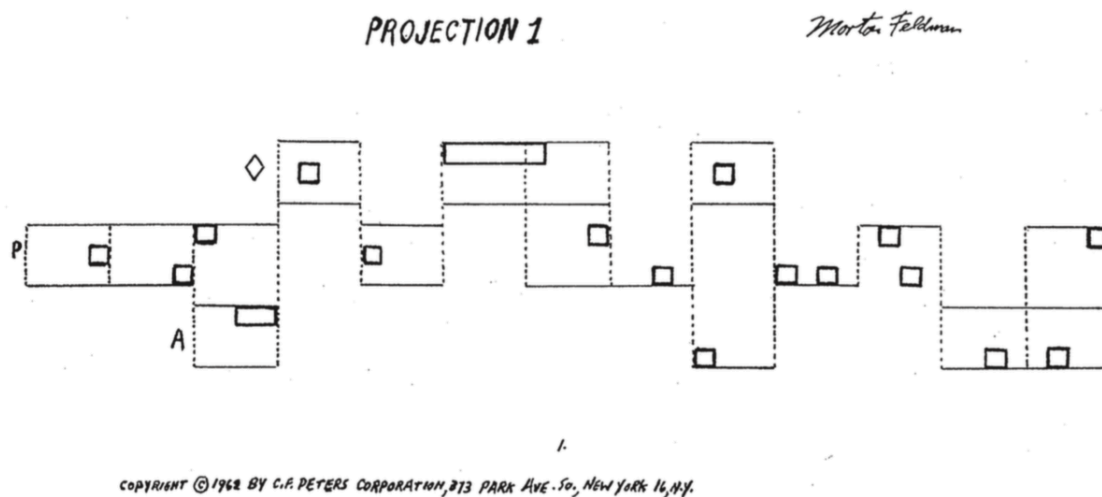 PROJECTION 1
Morton Feldman
◇
P
A
1.
COPYRIGHT © 1962 BY C.F. PETERS CORPORATION, 373 PARK AVE. SO., NEW YORK 16, N.Y.